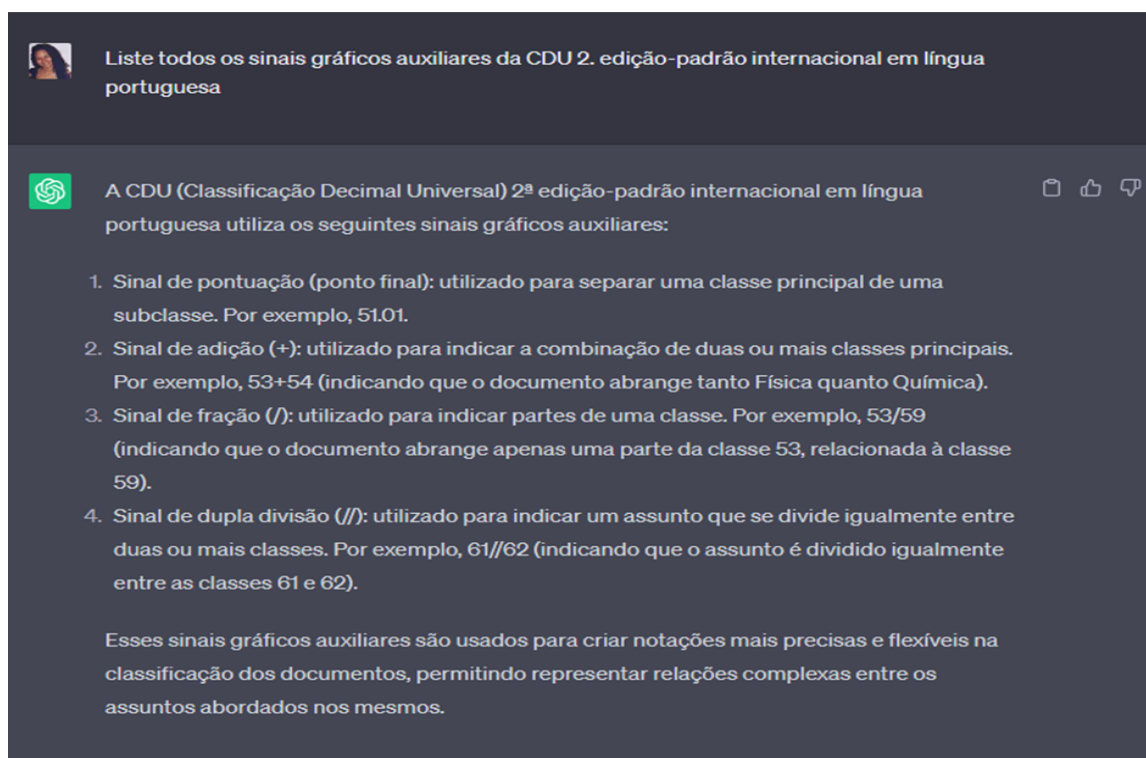 Liste todos os sinais gráficos auxiliares da CDU 2. edição-padrão internacional em língua
portuguesa
A CDU (Classificação Decimal Universal) 2ª edição-padrão internacional em língua
portuguesa utiliza os seguintes sinais gráficos auxiliares:
1. Sinal de pontuação (ponto final): utilizado para separar uma classe principal de uma
subclasse. Por exemplo, 51.01.
2. Sinal de adição (+): utilizado para indicar a combinação de duas ou mais classes principais.
Por exemplo, 53+54 (indicando que o documento abrange tanto Física quanto Química).
3. Sinal de fração (/): utilizado para indicar partes de uma classe. Por exemplo, 53/59
(indicando que o documento abrange apenas uma parte da classe 53, relacionada à classe
59).
4. Sinal de dupla divisão (//): utilizado para indicar um assunto que se divide igualmente entre
duas ou mais classes. Por exemplo, 61//62 (indicando que o assunto é dividido igualmente
entre as classes 61 e 62).
Esses sinais gráficos auxiliares são usados para criar notações mais precisas e flexíveis na
classificação dos documentos, permitindo representar relações complexas entre os
assuntos abordados nos mesmos.